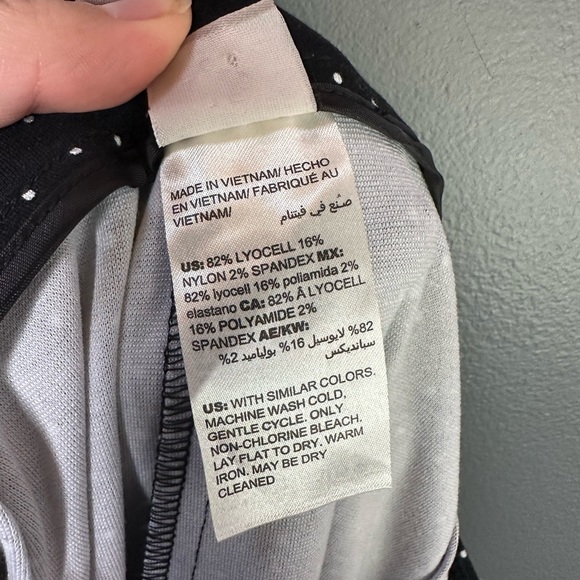 MADE IN VIETNAM/ HECHO
EN VIETNAM/ FABRIQUÉ AU
VIETNAM/ صنع في فيتنام
US: 82% LYOCELL 16%
NYLON 2% SPANDEX MX:
82% lyocell 16% poliamida 2%
elastano CA: 82% Â LYOCELL
16% POLYAMIDE 2%
SPANDEX AE/KW:
82% لايوسيل 16% بولياميد 2%
سبانديكس
US: WITH SIMILAR COLORS.
MACHINE WASH COLD,
GENTLE CYCLE. ONLY
NON-CHLORINE BLEACH,
LAY FLAT TO DRY. WARM
IRON. MAY BE DRY
CLEANED